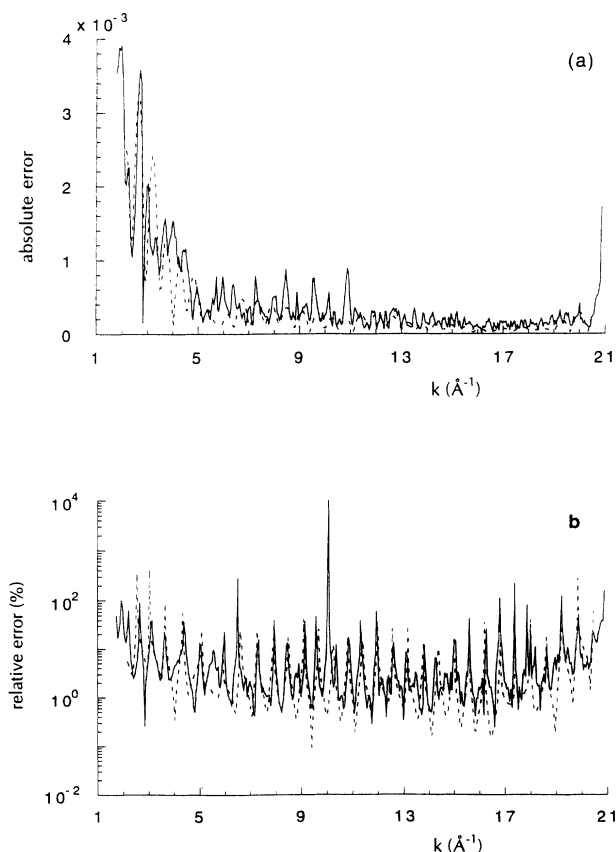 x 10⁻³
4
(a)
3
absolute error
2
1
0
1 5 9 13 17 21
k (Å⁻¹)
10⁴
b
relative error (%)
10²
10⁰
10⁻²
1 5 9 13 17 21
k (Å⁻¹)